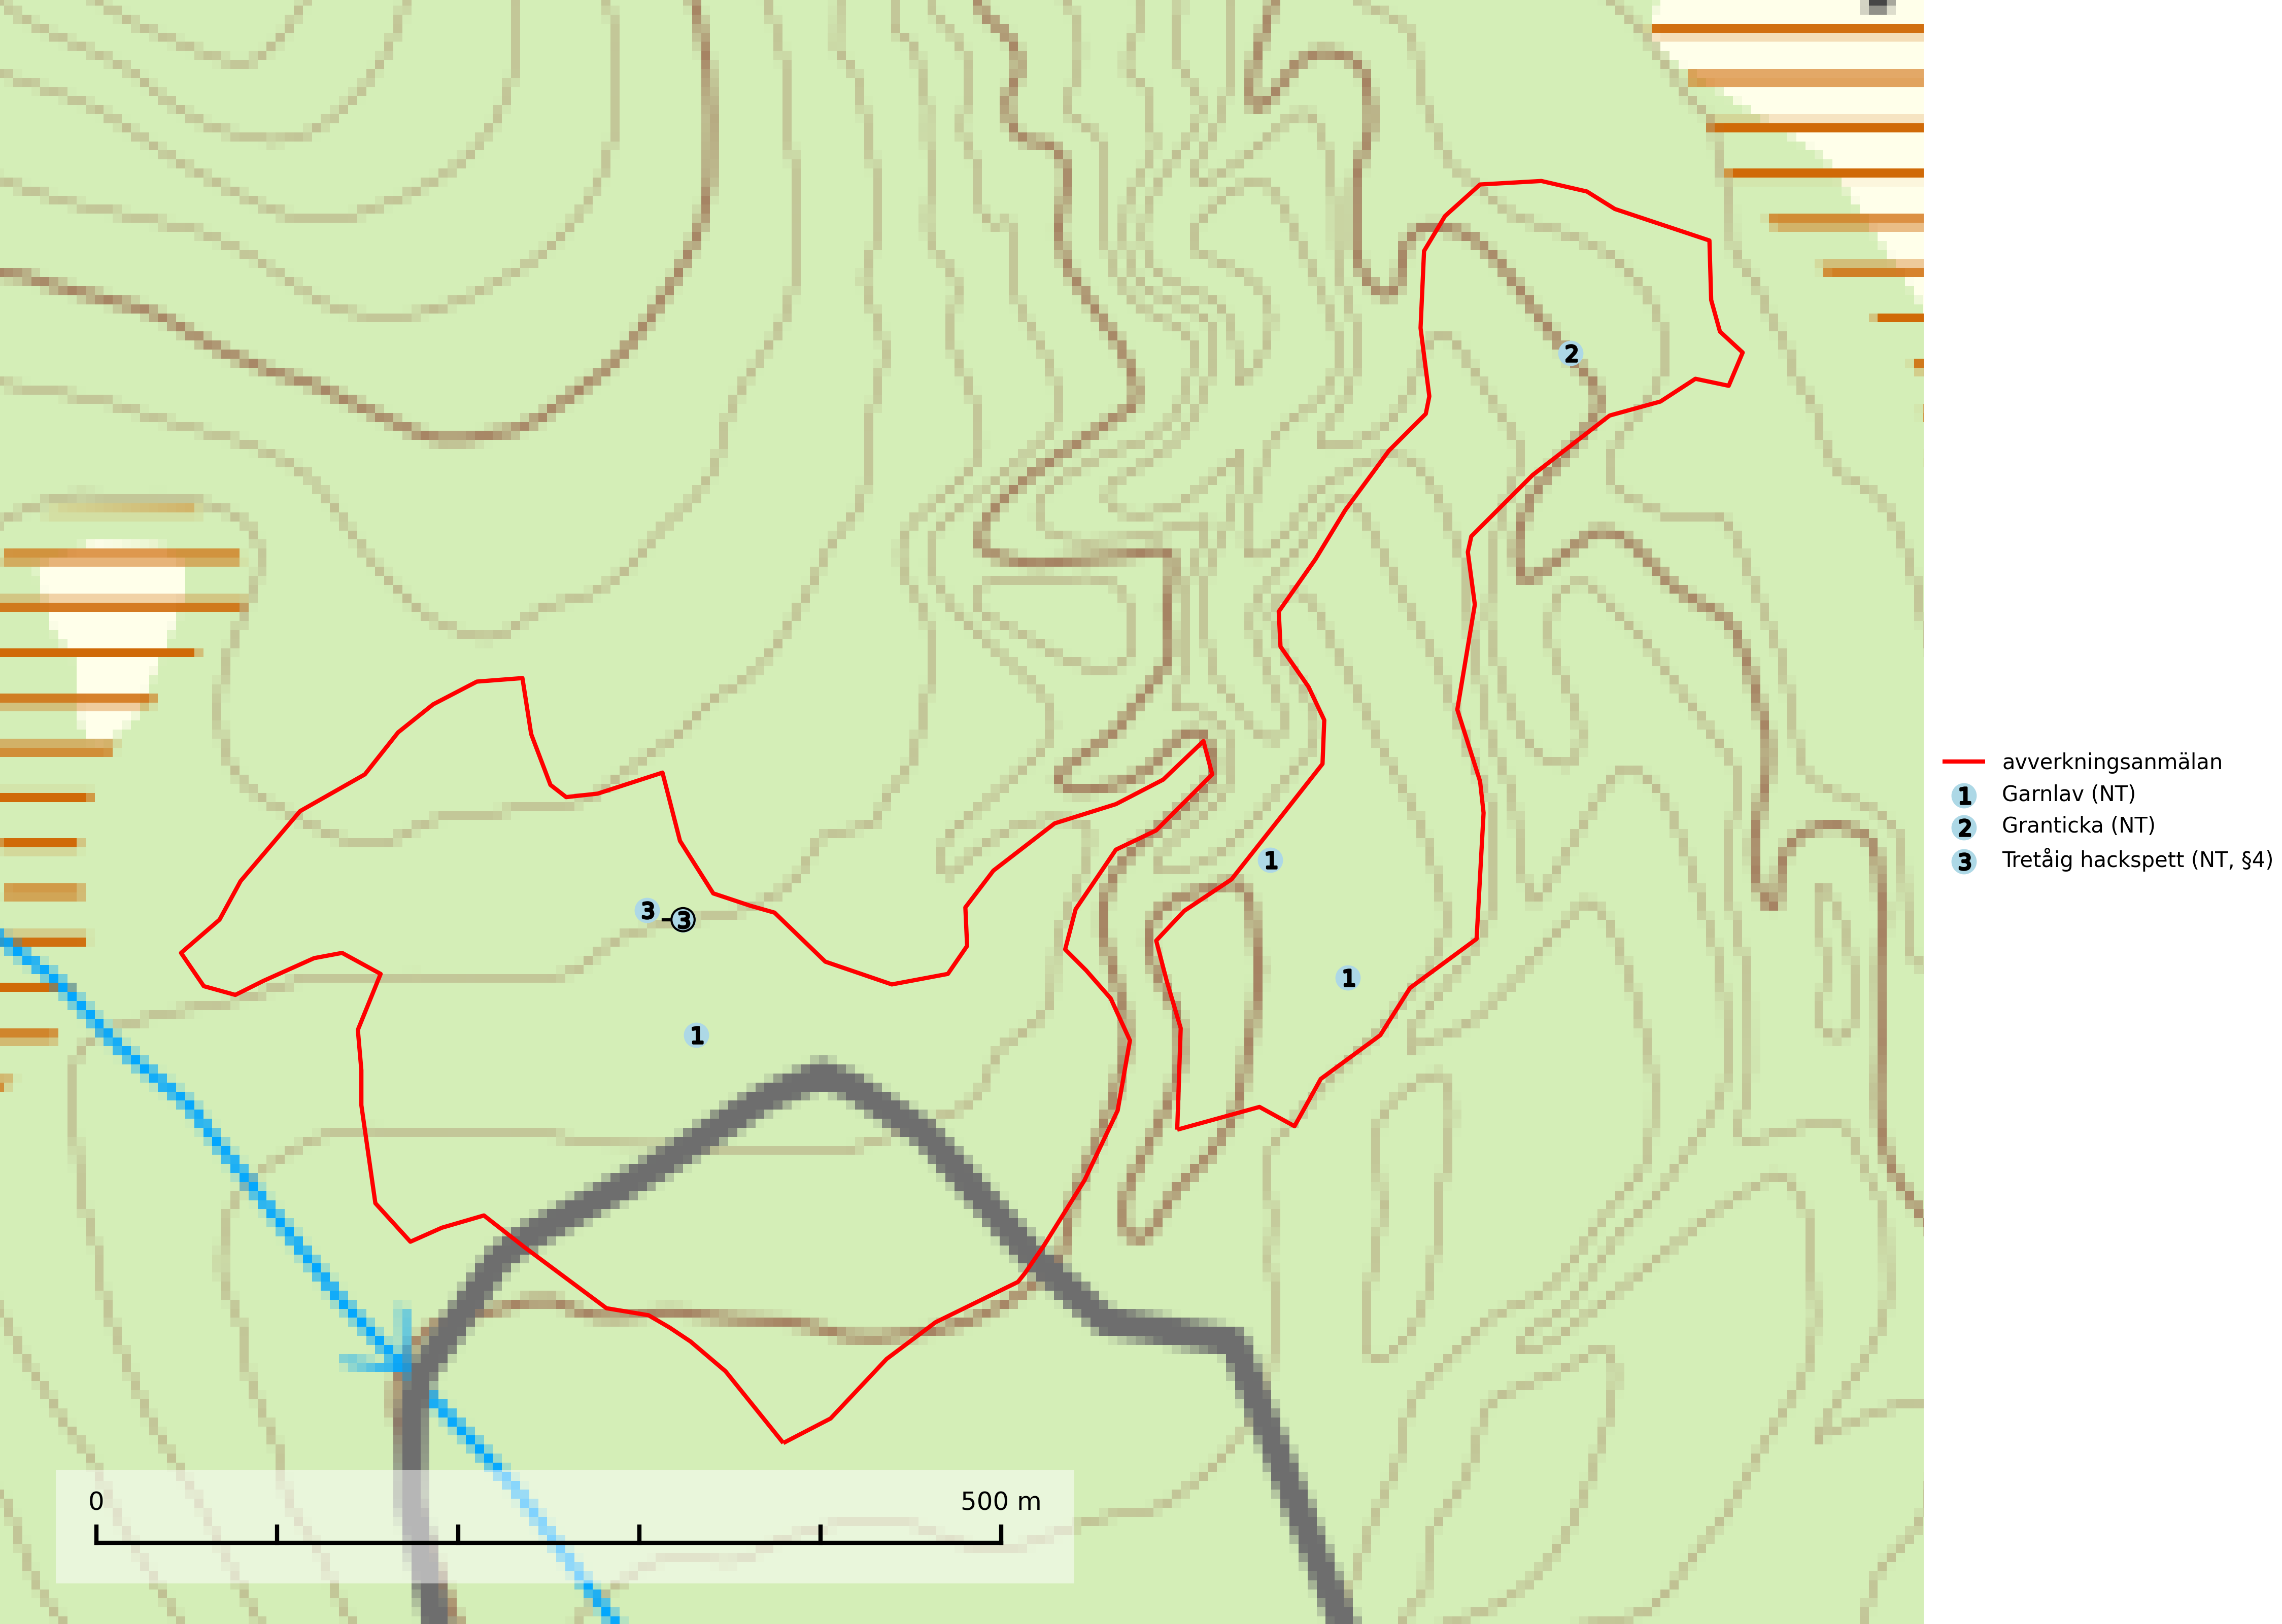 2
1
3
3
1
1
0 500 m
avverkningsanmälan
1 Garnlav (NT)
2 Granticka (NT)
3 Tretåig hackspett (NT, §4)